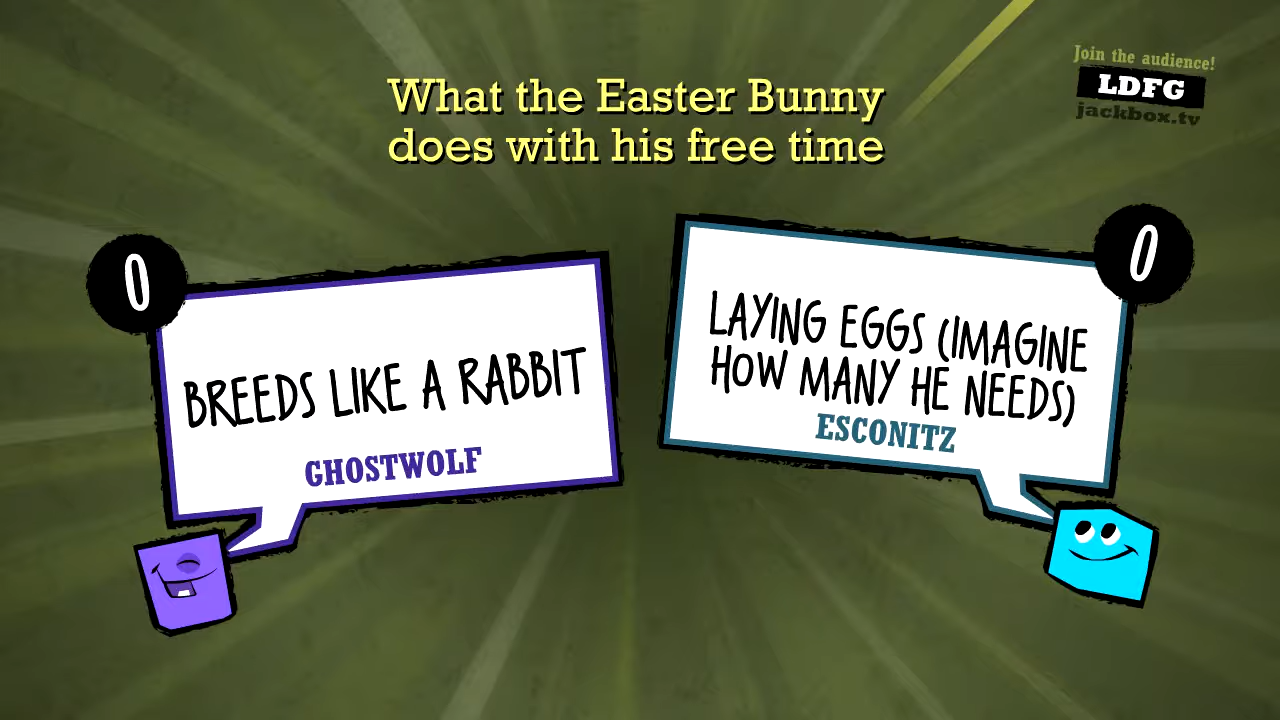 What the Easter Bunny
does with his free time
Join the audience!
LDFG
jackbox.tv
0
BREEDS LIKE A RABBIT
GHOSTWOLF
0
LAYING EGGS (IMAGINE
HOW MANY HE NEEDS)
ESCONITZ